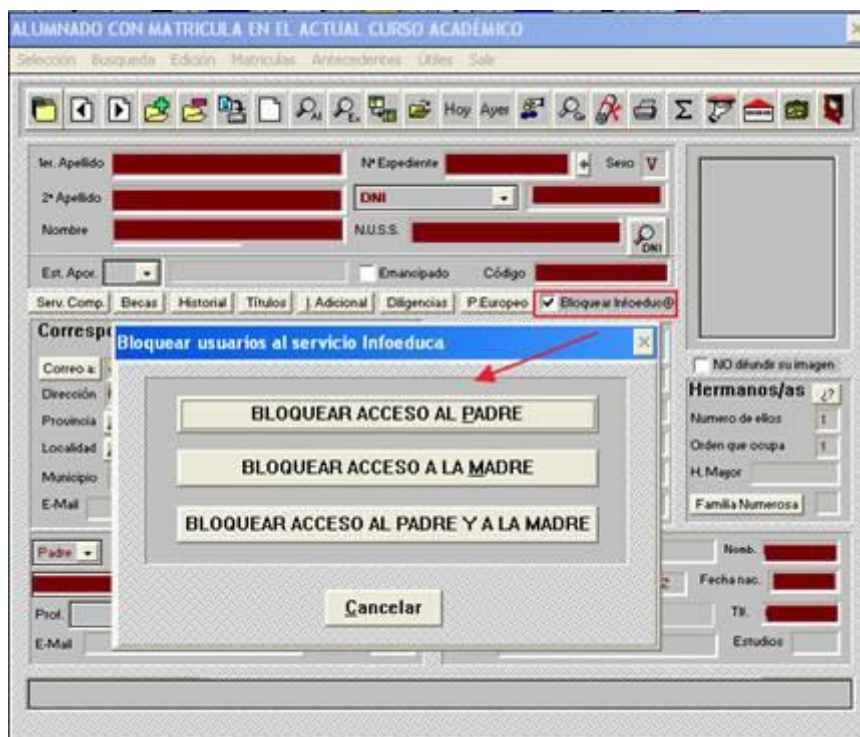 ALUMNADO CON MATRICULA EN EL ACTUAL CURSO ACADÉMICO
Selección Busqueda Edición Matriculas Antecedentes Utiles Salir
Hoy Ayer Σ
1er. Apellido Nº Expediente Sexo V
2º Apellido DNI
Nombre N.U.S.S. DNI
Est. Apor. Emancipado Código
Serv. Comp. Becas Historial Títulos J.Adicional Diligencias P.Europeo Bloquear Infoeduc@
Corresp
Bloquear usuarios al servicio Infoeduca
Correo a:
NO difundir su imagen
Dirección
Hermanos/as ¿?
BLOQUEAR ACCESO AL PADRE
Provincia
Numero de ellos 1
Localidad
Orden que ocupa 1
BLOQUEAR ACCESO A LA MADRE
Municipio
H. Mayor
E-Mail
Familia Numerosa
BLOQUEAR ACCESO AL PADRE Y A LA MADRE
Padre
Nomb.
Fecha nac.
Cancelar
Prof.
Tlf.
E-Mail
Estudios